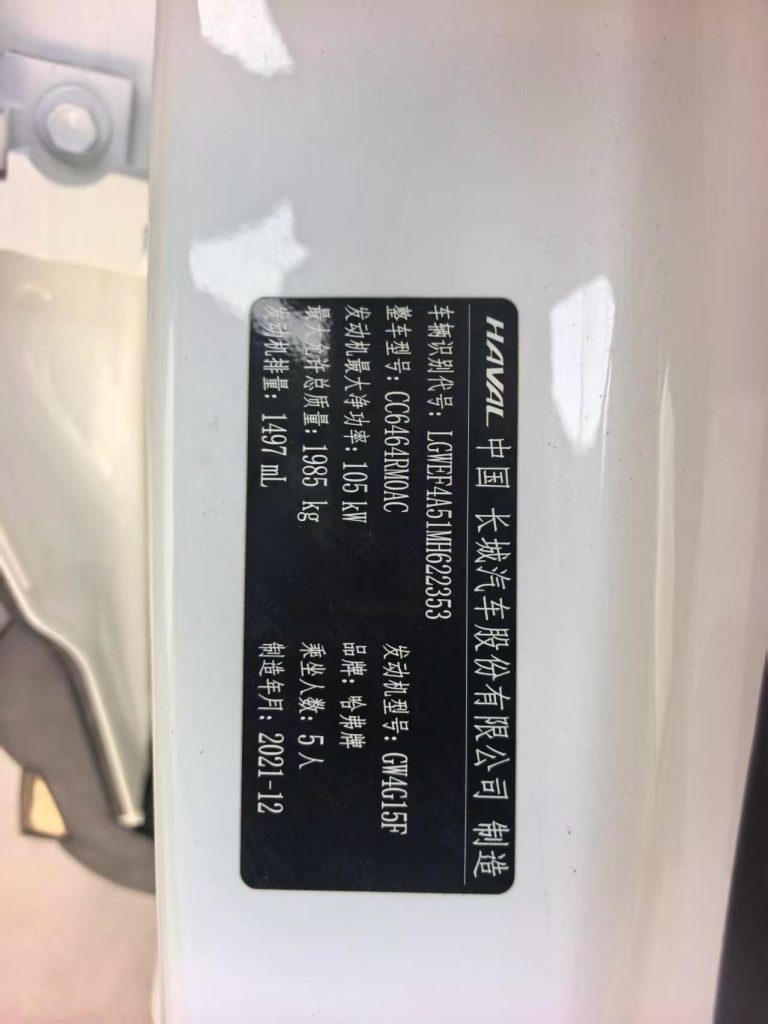 HAVAL 中国 长城汽车股份有限公司 制造
车辆识别代号：LGWEF4A51MH622353
整车型号：CC6464RM0AC 发动机型号：GW4G15F
发动机最大净功率：105 kW 品牌：哈弗牌
最大允许总质量：1985 kg 乘坐人数：5人
发动机排量：1497 mL 制造年月：2021-12